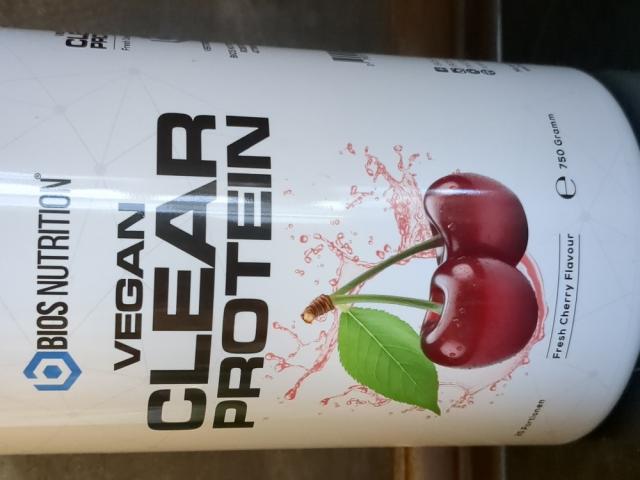 BIOS NUTRITION®
VEGAN
CLEAR
PROTEIN
Fresh Cherry Flavour
℮ 750 Gramm